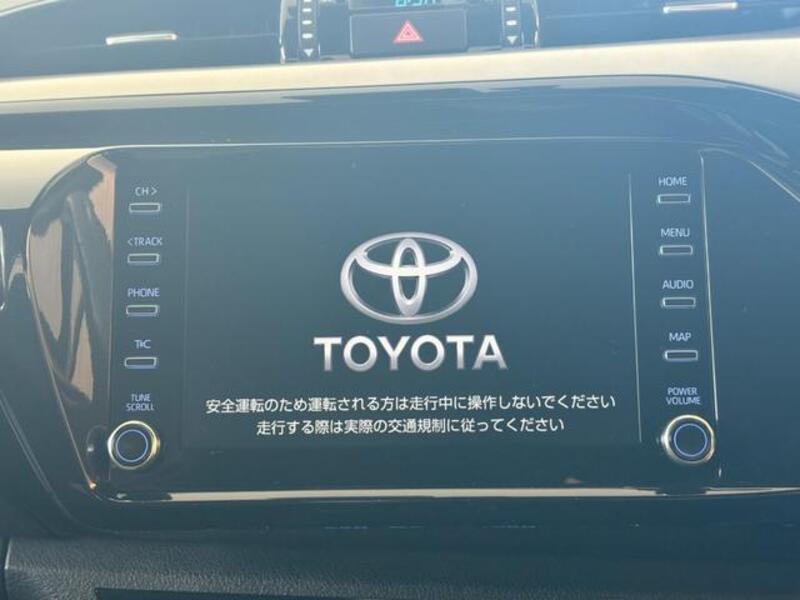 CH >
HOME
< TRACK
MENU
PHONE
AUDIO
T&C
MAP
TUNE
SCROLL
POWER
VOLUME
TOYOTA
安全運転のため運転される方は走行中に操作しないでください
走行する際は実際の交通規制に従ってください